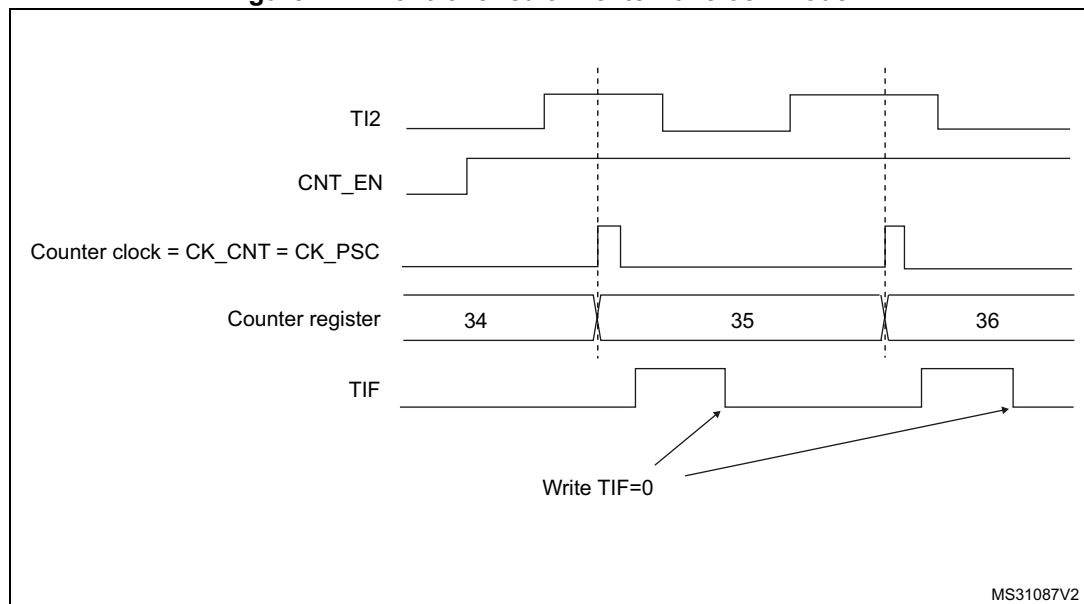 TI2
CNT_EN
Counter clock = CK_CNT = CK_PSC
Counter register
34
35
36
TIF
Write TIF=0
MS31087V2